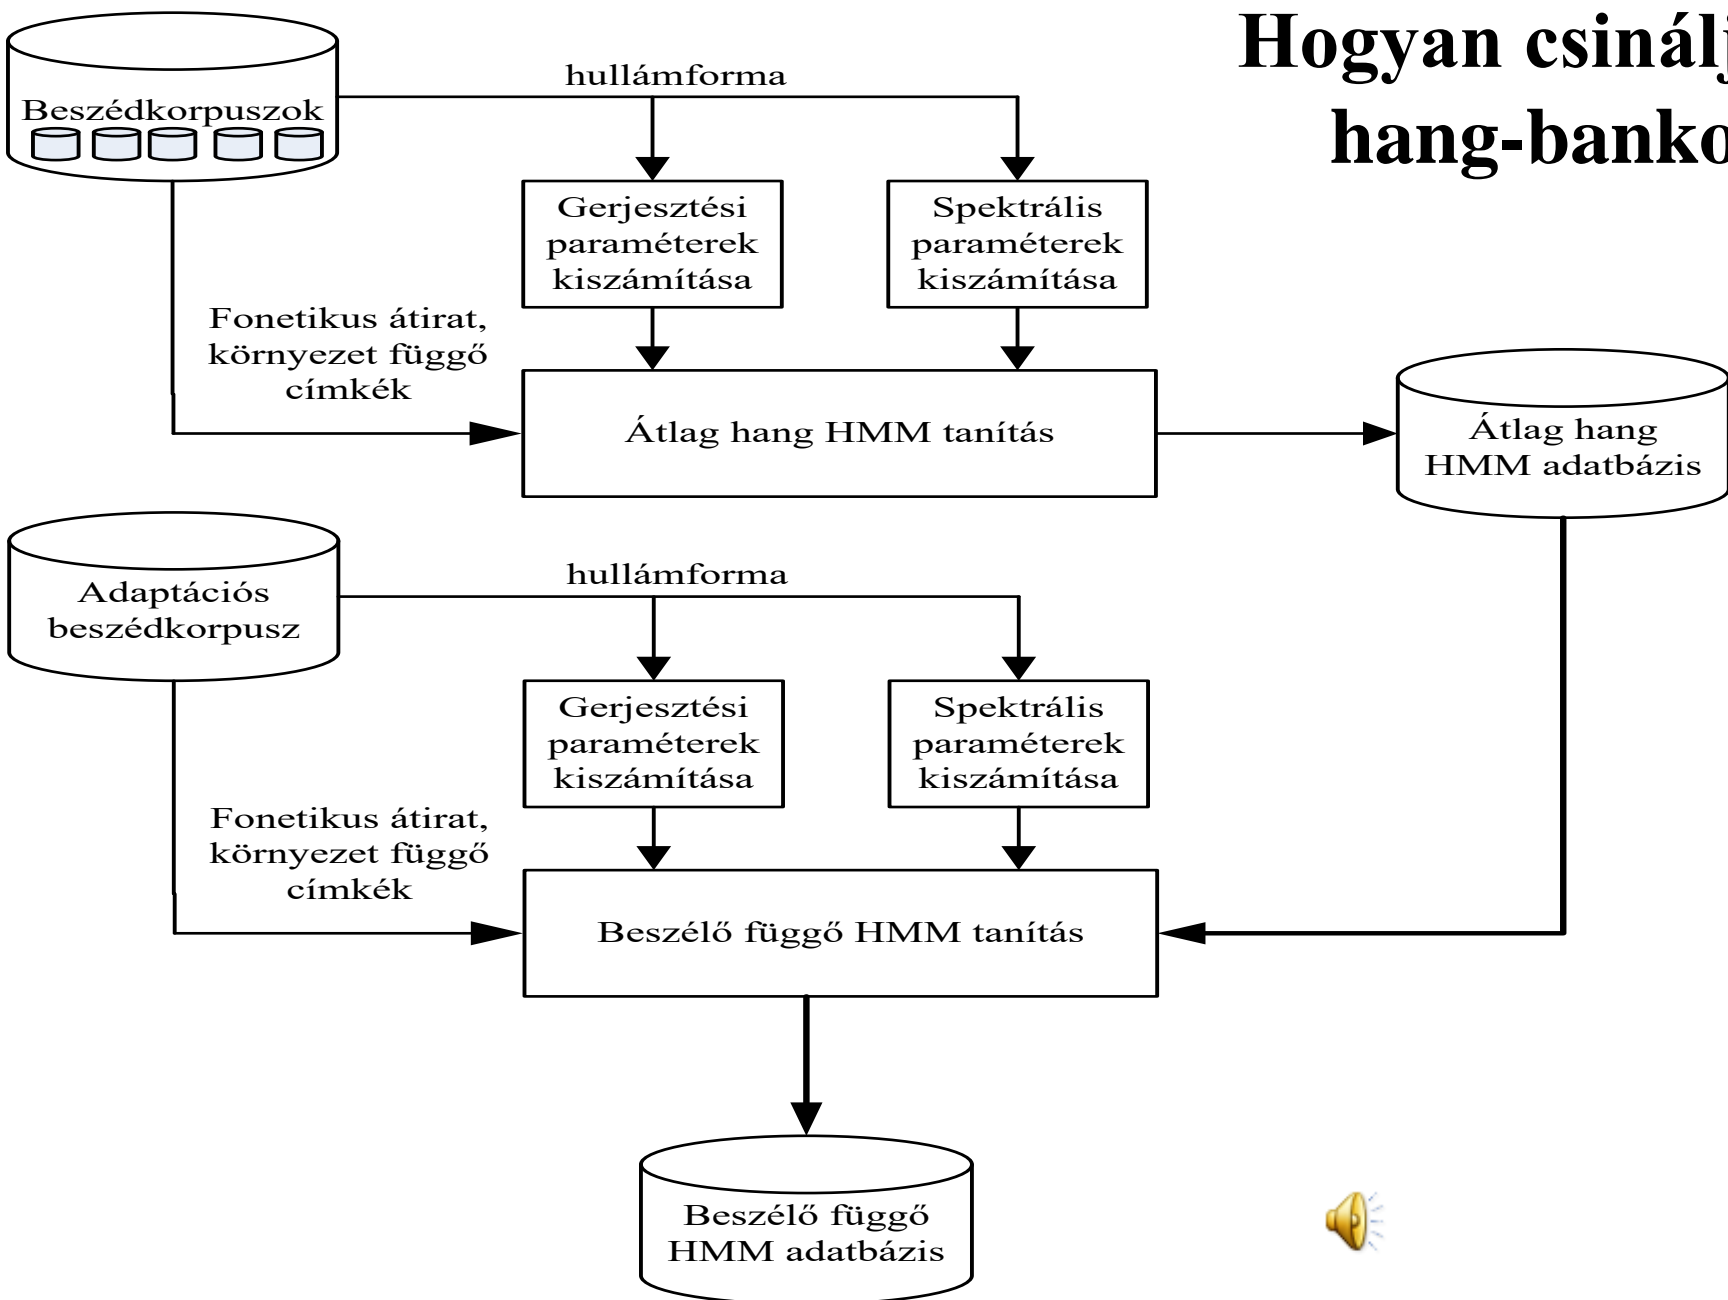 Hogyan csinálj
hang-banko
hullámforma
Beszédkorpuszok
Gerjesztési
paraméterek
kiszámítása
Spektrális
paraméterek
kiszámítása
Fonetikus átirat,
környezet függő
címkék
Átlag hang HMM tanítás
Átlag hang
HMM adatbázis
hullámforma
Adaptációs
beszédkorpusz
Gerjesztési
paraméterek
kiszámítása
Spektrális
paraméterek
kiszámítása
Fonetikus átirat,
környezet függő
címkék
Beszélő függő HMM tanítás
Beszélő függő
HMM adatbázis